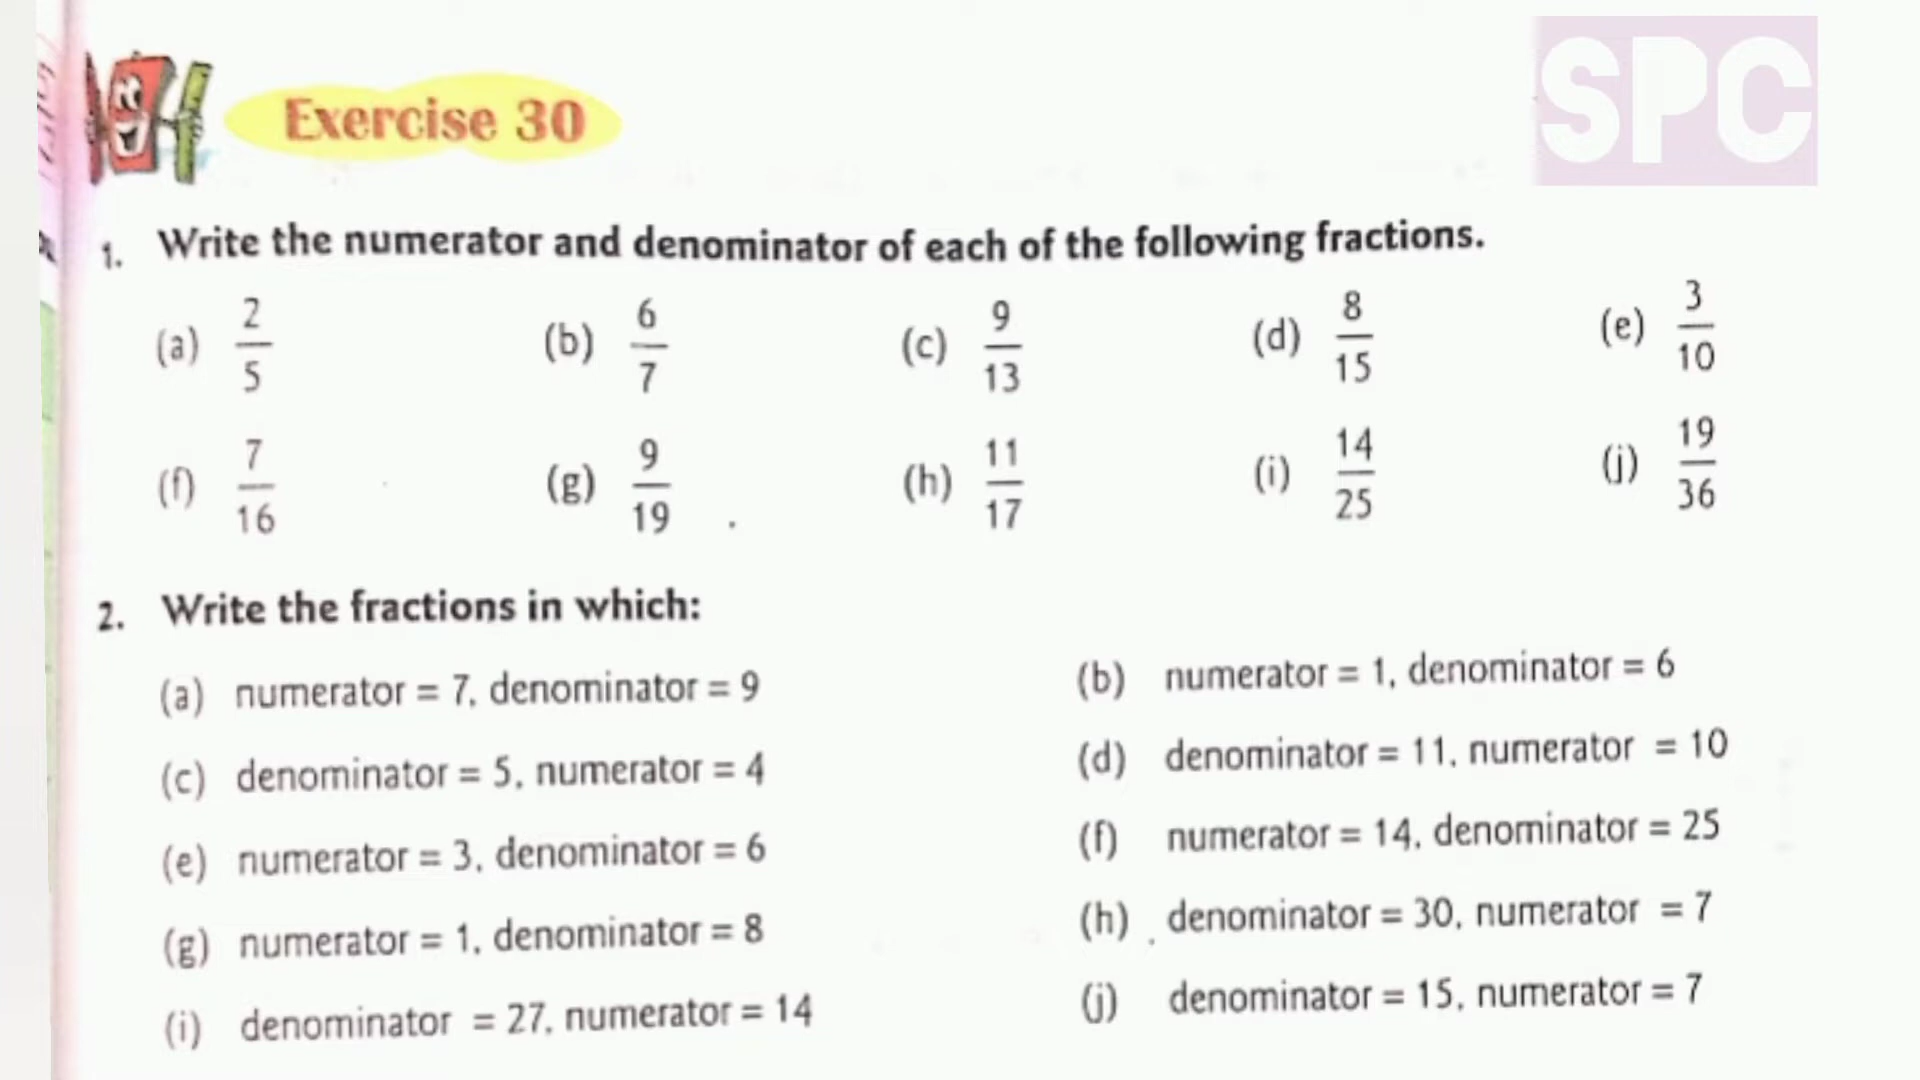 SPC
Exercise 30
1. Write the numerator and denominator of each of the following fractions.
(a) 2/5 (b) 6/7 (c) 9/13 (d) 8/15 (e) 3/10
(f) 7/16 (g) 9/19 (h) 11/17 (i) 14/25 (j) 19/36
2. Write the fractions in which:
(a) numerator = 7, denominator = 9 (b) numerator = 1, denominator = 6
(c) denominator = 5, numerator = 4 (d) denominator = 11, numerator = 10
(e) numerator = 3, denominator = 6 (f) numerator = 14, denominator = 25
(g) numerator = 1, denominator = 8 (h) denominator = 30, numerator = 7
(i) denominator = 27, numerator = 14 (j) denominator = 15, numerator = 7